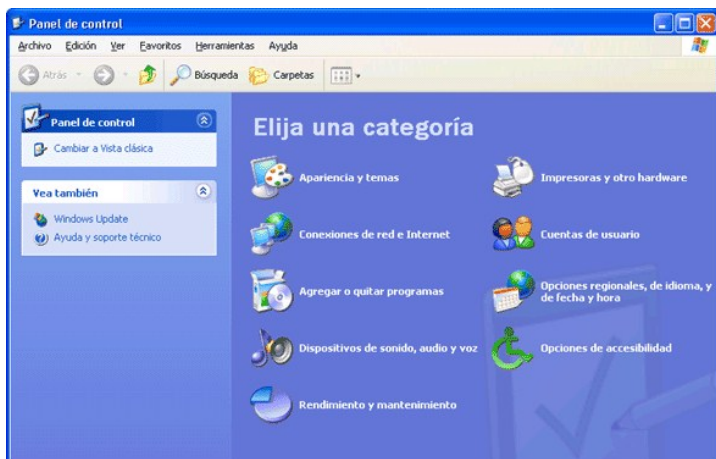 Panel de control
Archivo Edición Ver Favoritos Herramientas Ayuda
Atrás Búsqueda Carpetas
Panel de control
Cambiar a Vista clásica
Vea también
Windows Update
Ayuda y soporte técnico
Elija una categoría
Apariencia y temas
Impresoras y otro hardware
Conexiones de red e Internet
Cuentas de usuario
Agregar o quitar programas
Opciones regionales, de idioma, y
de fecha y hora
Dispositivos de sonido, audio y voz
Opciones de accesibilidad
Rendimiento y mantenimiento